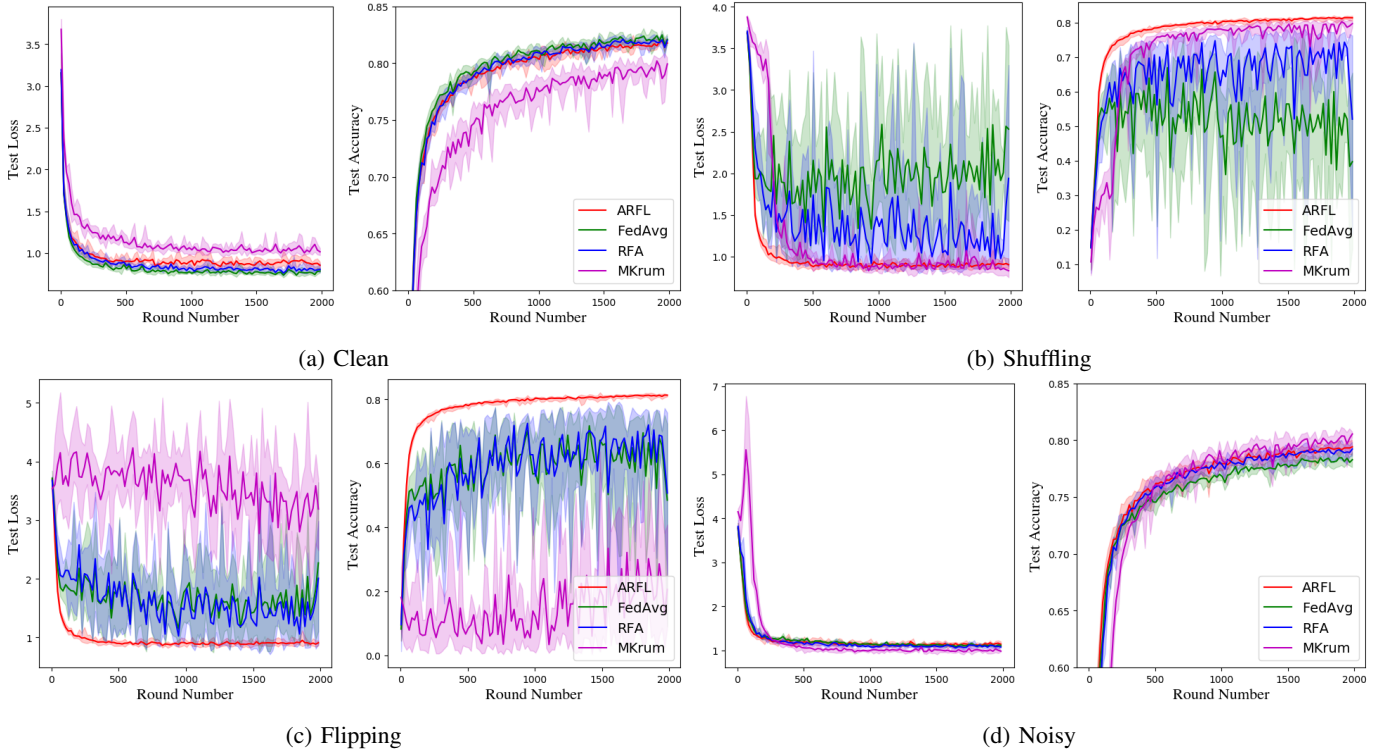 3.5
3.0
2.5
2.0
1.5
1.0
0
500
1000
1500
2000
Test Loss
Round Number
0.85
0.80
0.75
0.70
0.65
0.60
0
500
1000
1500
2000
Test Accuracy
Round Number
ARFL
FedAvg
RFA
MKrum
(a) Clean
4.0
3.5
3.0
2.5
2.0
1.5
1.0
0
500
1000
1500
2000
Test Loss
Round Number
0.8
0.7
0.6
0.5
0.4
0.3
0.2
0.1
0
500
1000
1500
2000
Test Accuracy
Round Number
ARFL
FedAvg
RFA
MKrum
(b) Shuffling
5
4
3
2
1
0
500
1000
1500
2000
Test Loss
Round Number
0.8
0.6
0.4
0.2
0.0
0
500
1000
1500
2000
Test Accuracy
Round Number
ARFL
FedAvg
RFA
MKrum
(c) Flipping
7
6
5
4
3
2
1
0
500
1000
1500
2000
Test Loss
Round Number
0.85
0.80
0.75
0.70
0.65
0.60
0
500
1000
1500
2000
Test Accuracy
Round Number
ARFL
FedAvg
RFA
MKrum
(d) Noisy